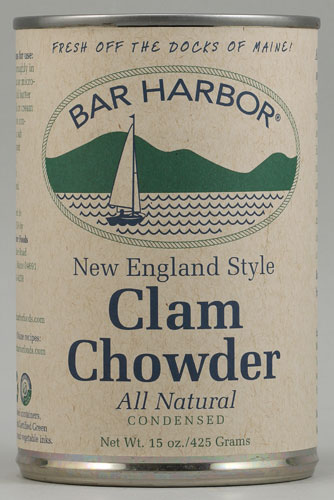 FRESH OFF THE DOCKS OF MAINE!
BAR HARBOR®
New England Style
Clam
Chowder
All Natural
CONDENSED
Net Wt. 15 oz./425 Grams